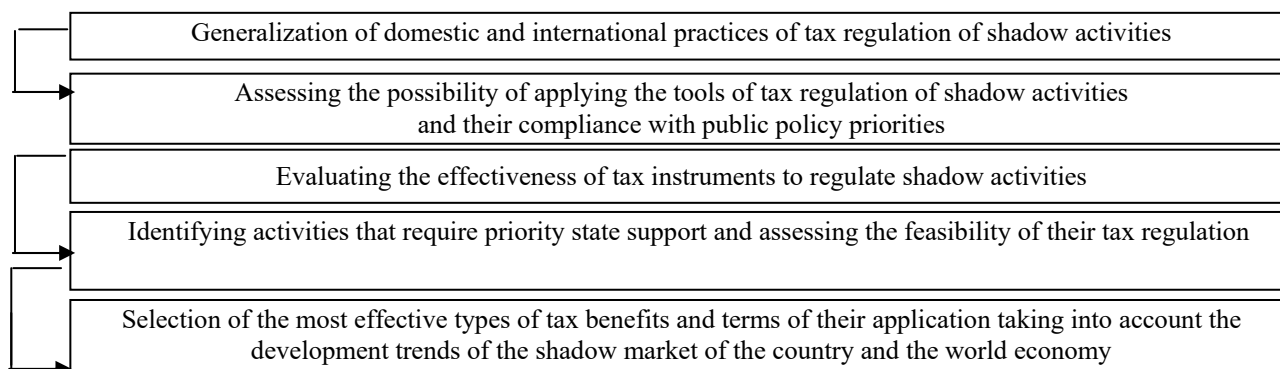 Generalization of domestic and international practices of tax regulation of shadow activities
Assessing the possibility of applying the tools of tax regulation of shadow activities
and their compliance with public policy priorities
Evaluating the effectiveness of tax instruments to regulate shadow activities
Identifying activities that require priority state support and assessing the feasibility of their tax regulation
Selection of the most effective types of tax benefits and terms of their application taking into account the
development trends of the shadow market of the country and the world economy